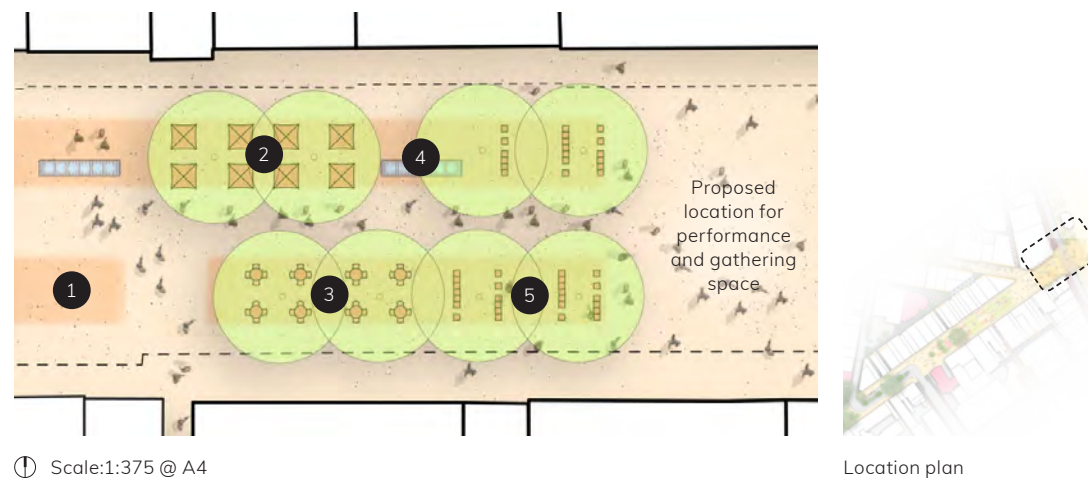 2
4
Proposed
location for
performance
and gathering
space
1
3
5
Scale:1:375 @ A4
Location plan